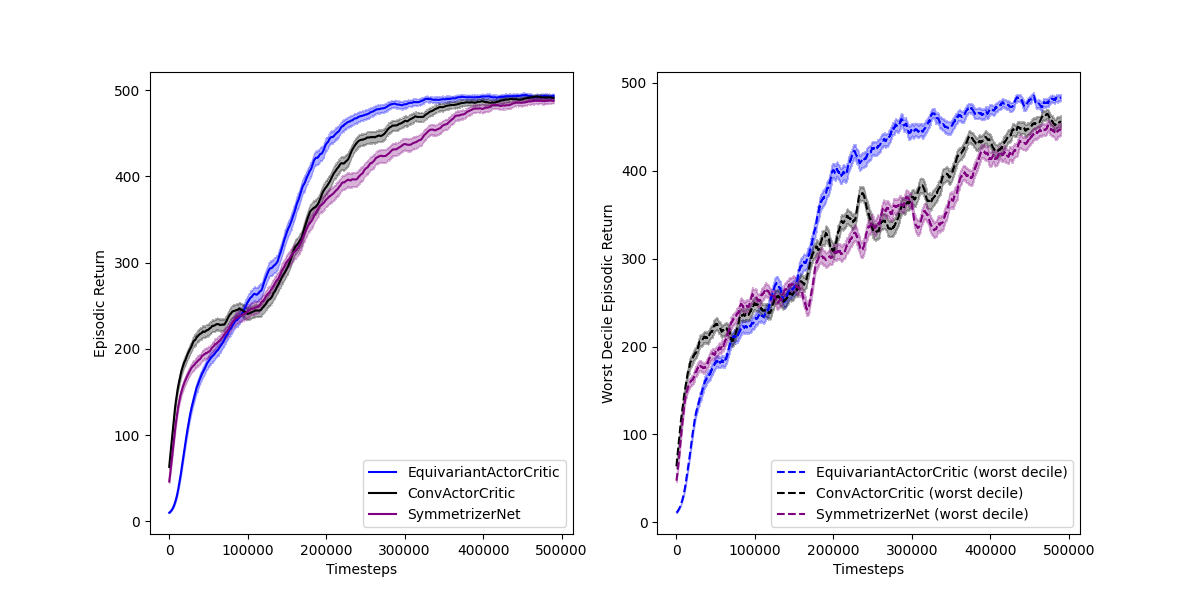 Episodic Return
500
400
300
200
100
0
0 100000 200000 300000 400000 500000
Timesteps
EquivariantActorCritic
ConvActorCritic
SymmetrizerNet
Worst Decile Episodic Return
500
400
300
200
100
0
0 100000 200000 300000 400000 500000
Timesteps
EquivariantActorCritic (worst decile)
ConvActorCritic (worst decile)
SymmetrizerNet (worst decile)